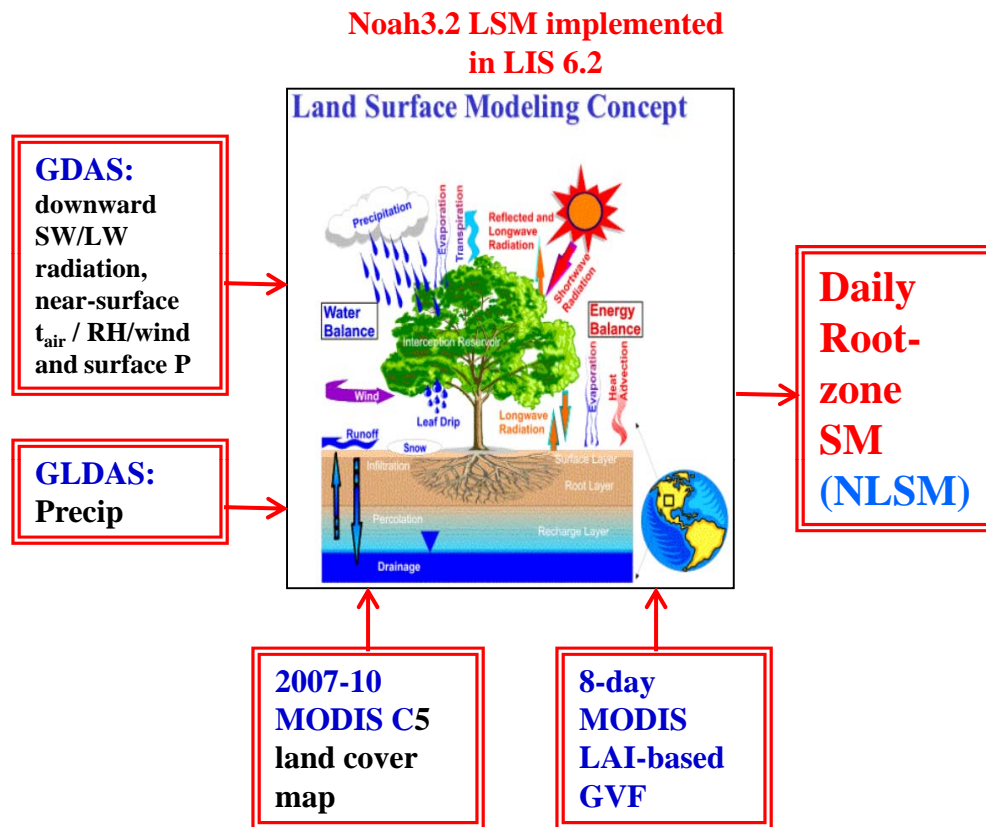 Noah3.2 LSM implemented
in LIS 6.2
Land Surface Modeling Concept
GDAS:
downward
SW/LW
radiation,
near-surface
t_air / RH/wind
and surface P
GLDAS:
Precip
Precipitation
Evaporation
Transpiration
Reflected and
Longwave
Radiation
Shortwave
Radiation
Water
Balance
Energy
Balance
Interception Reservoir
Wind
Leaf Drip
Longwave
Radiation
Evaporation
Heat
Advection
Runoff
Snow
Infiltration
Surface Layer
Root Layer
Percolation
Recharge Layer
Drainage
Daily
Root-
zone
SM
(NLSM)
2007-10
MODIS C5
land cover
map
8-day
MODIS
LAI-based
GVF